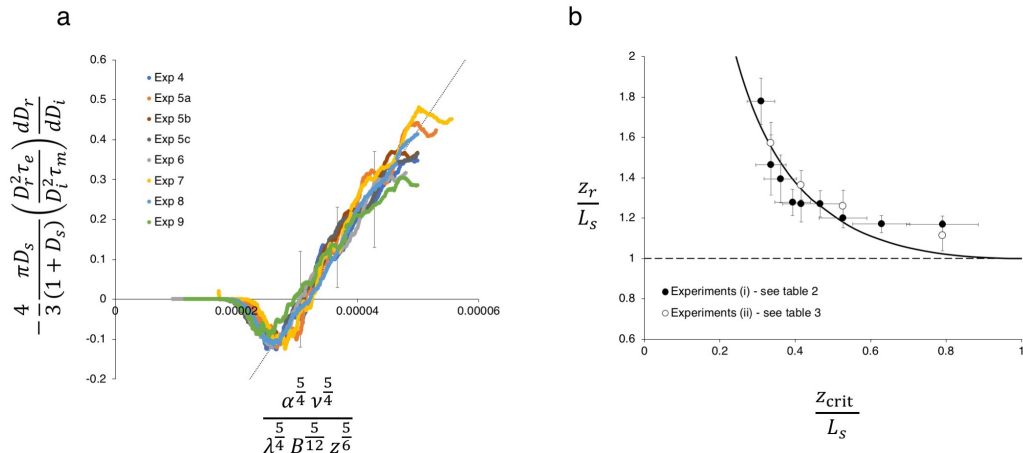 a
b
0.6
0.5
0.4
0.3
0.2
0.1
0
-0.1
-0.2
Exp 4
Exp 5a
Exp 5b
Exp 5c
Exp 6
Exp 7
Exp 8
Exp 9
0
0.00002
0.00004
0.00006
−4/3 πD_s/(1 + D_s) (D_r^2 τ_e/D_i^2 τ_m) dD_r/dD_i
α^{5/4} ν^{5/4}
λ^{5/4} B^{5/12} z^{5/6}
2
1.8
1.6
1.4
1.2
1
0.8
0.6
z_r
L_s
Experiments (i) - see table 2
Experiments (ii) - see table 3
0
0.2
0.4
0.6
0.8
1
z_crit
L_s